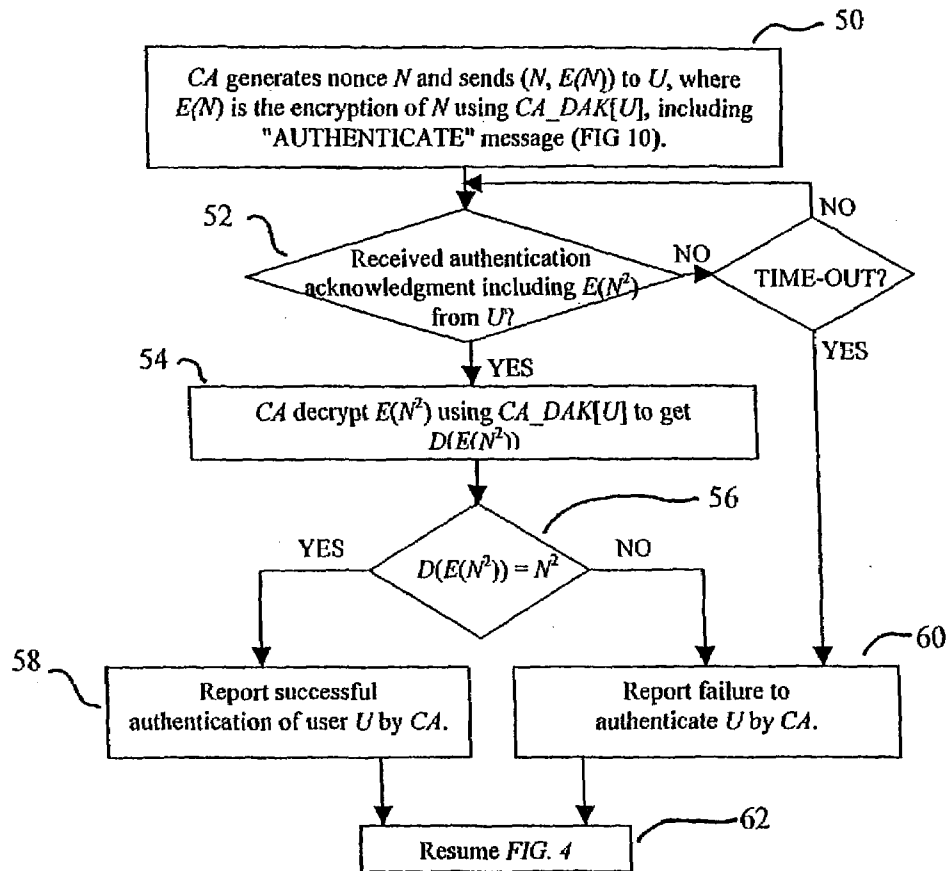 50
CA generates nonce N and sends (N, E(N)) to U, where
E(N) is the encryption of N using CA_DAK[U], including
"AUTHENTICATE" message (FIG 10).
NO
52
NO
Received authentication
acknowledgment including E(N²)
from U?
TIME-OUT?
YES
YES
54
CA decrypt E(N²) using CA_DAK[U] to get
D(E(N²))
56
YES
NO
D(E(N²)) = N²
60
58
Report successful
authentication of user U by CA.
Report failure to
authenticate U by CA.
62
Resume FIG. 4